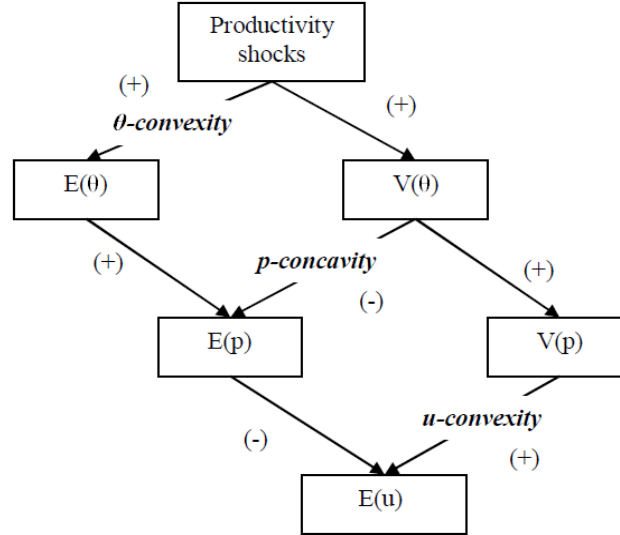 Productivity
shocks
(+)
(+)
θ-convexity
E(θ)
V(θ)
(+)
p-concavity
(+)
(-)
E(p)
V(p)
(-)
u-convexity
(+)
E(u)